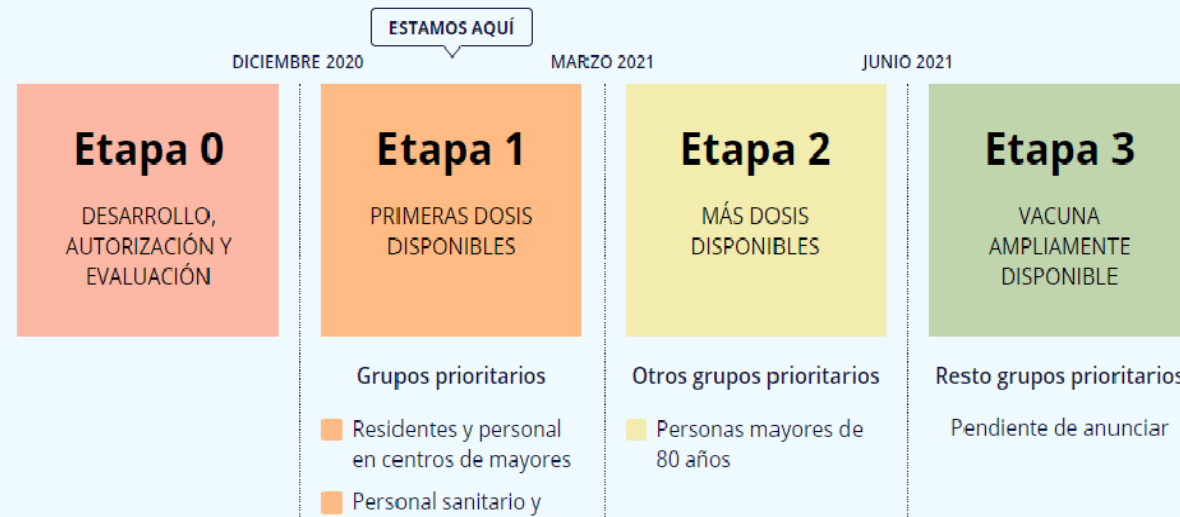 ESTAMOS AQUÍ
DICIEMBRE 2020
MARZO 2021
JUNIO 2021
Etapa 0
DESARROLLO,
AUTORIZACIÓN Y
EVALUACIÓN
Etapa 1
PRIMERAS DOSIS
DISPONIBLES
Grupos prioritarios
Residentes y personal
en centros de mayores
Personal sanitario y
Etapa 2
MÁS DOSIS
DISPONIBLES
Otros grupos prioritarios
Personas mayores de
80 años
Etapa 3
VACUNA
AMPLIAMENTE
DISPONIBLE
Resto grupos prioritarios
Pendiente de anunciar